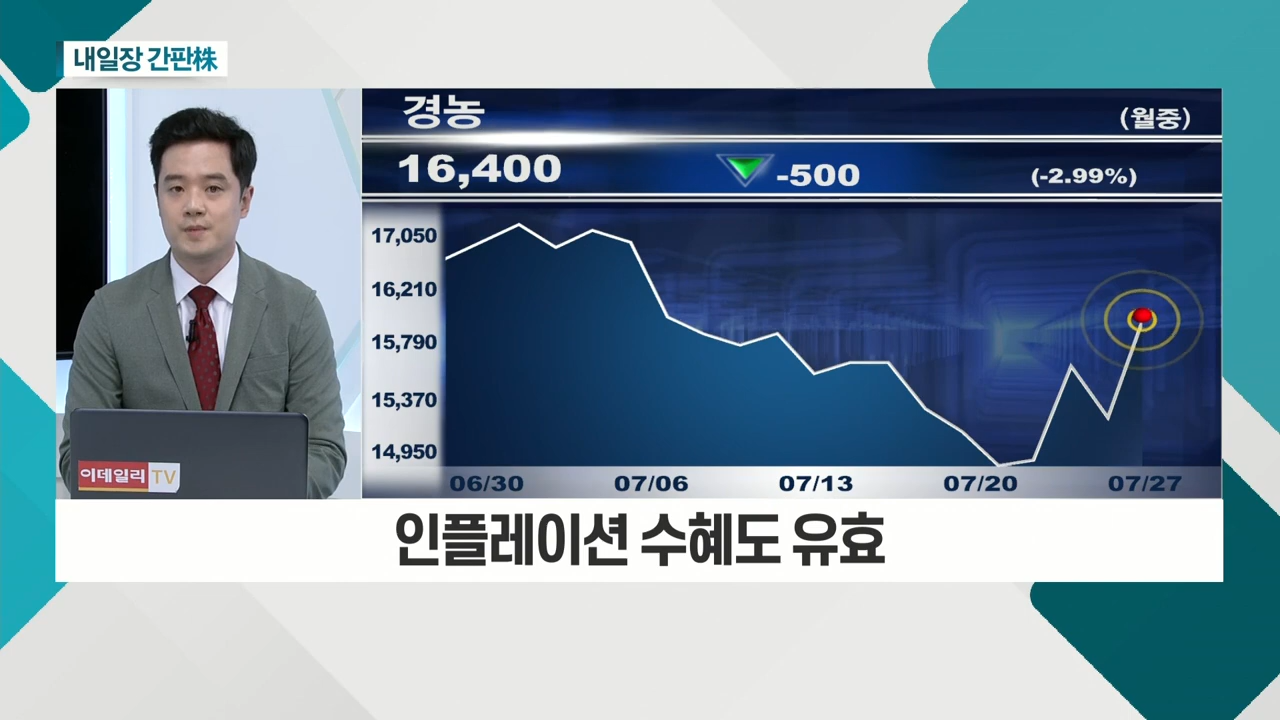 내일장 간판株
경농
(월중)
16,400
-500
(-2.99%)
17,050
16,210
15,790
15,370
14,950
06/30 07/06 07/13 07/20 07/27
이데일리TV
인플레이션 수혜도 유효